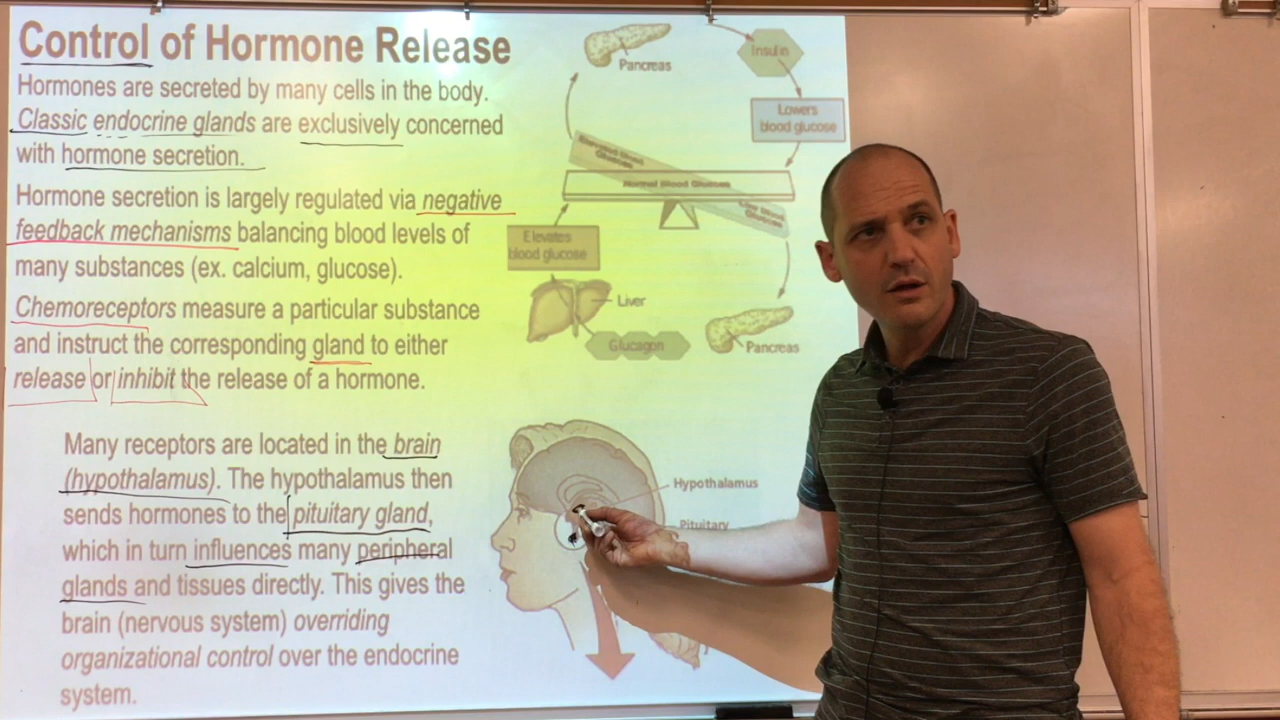 Control of Hormone Release
Hormones are secreted by many cells in the body.
Classic endocrine glands are exclusively concerned
with hormone secretion.
Hormone secretion is largely regulated via negative
feedback mechanisms balancing blood levels of
many substances (ex. calcium, glucose).
Chemoreceptors measure a particular substance
and instruct the corresponding gland to either
release or inhibit the release of a hormone.
Many receptors are located in the brain
(hypothalamus). The hypothalamus then
sends hormones to the pituitary gland,
which in turn influences many peripheral
glands and tissues directly. This gives the
brain (nervous system) overriding
organizational control over the endocrine
system.
Pancreas
Insulin
Lowers
blood glucose
Elevated Blood
Glucose
Normal Blood Glucose
Low Blood
Glucose
Elevates
blood glucose
Liver
Glucagon
Pancreas
Hypothalamus
Pituitary